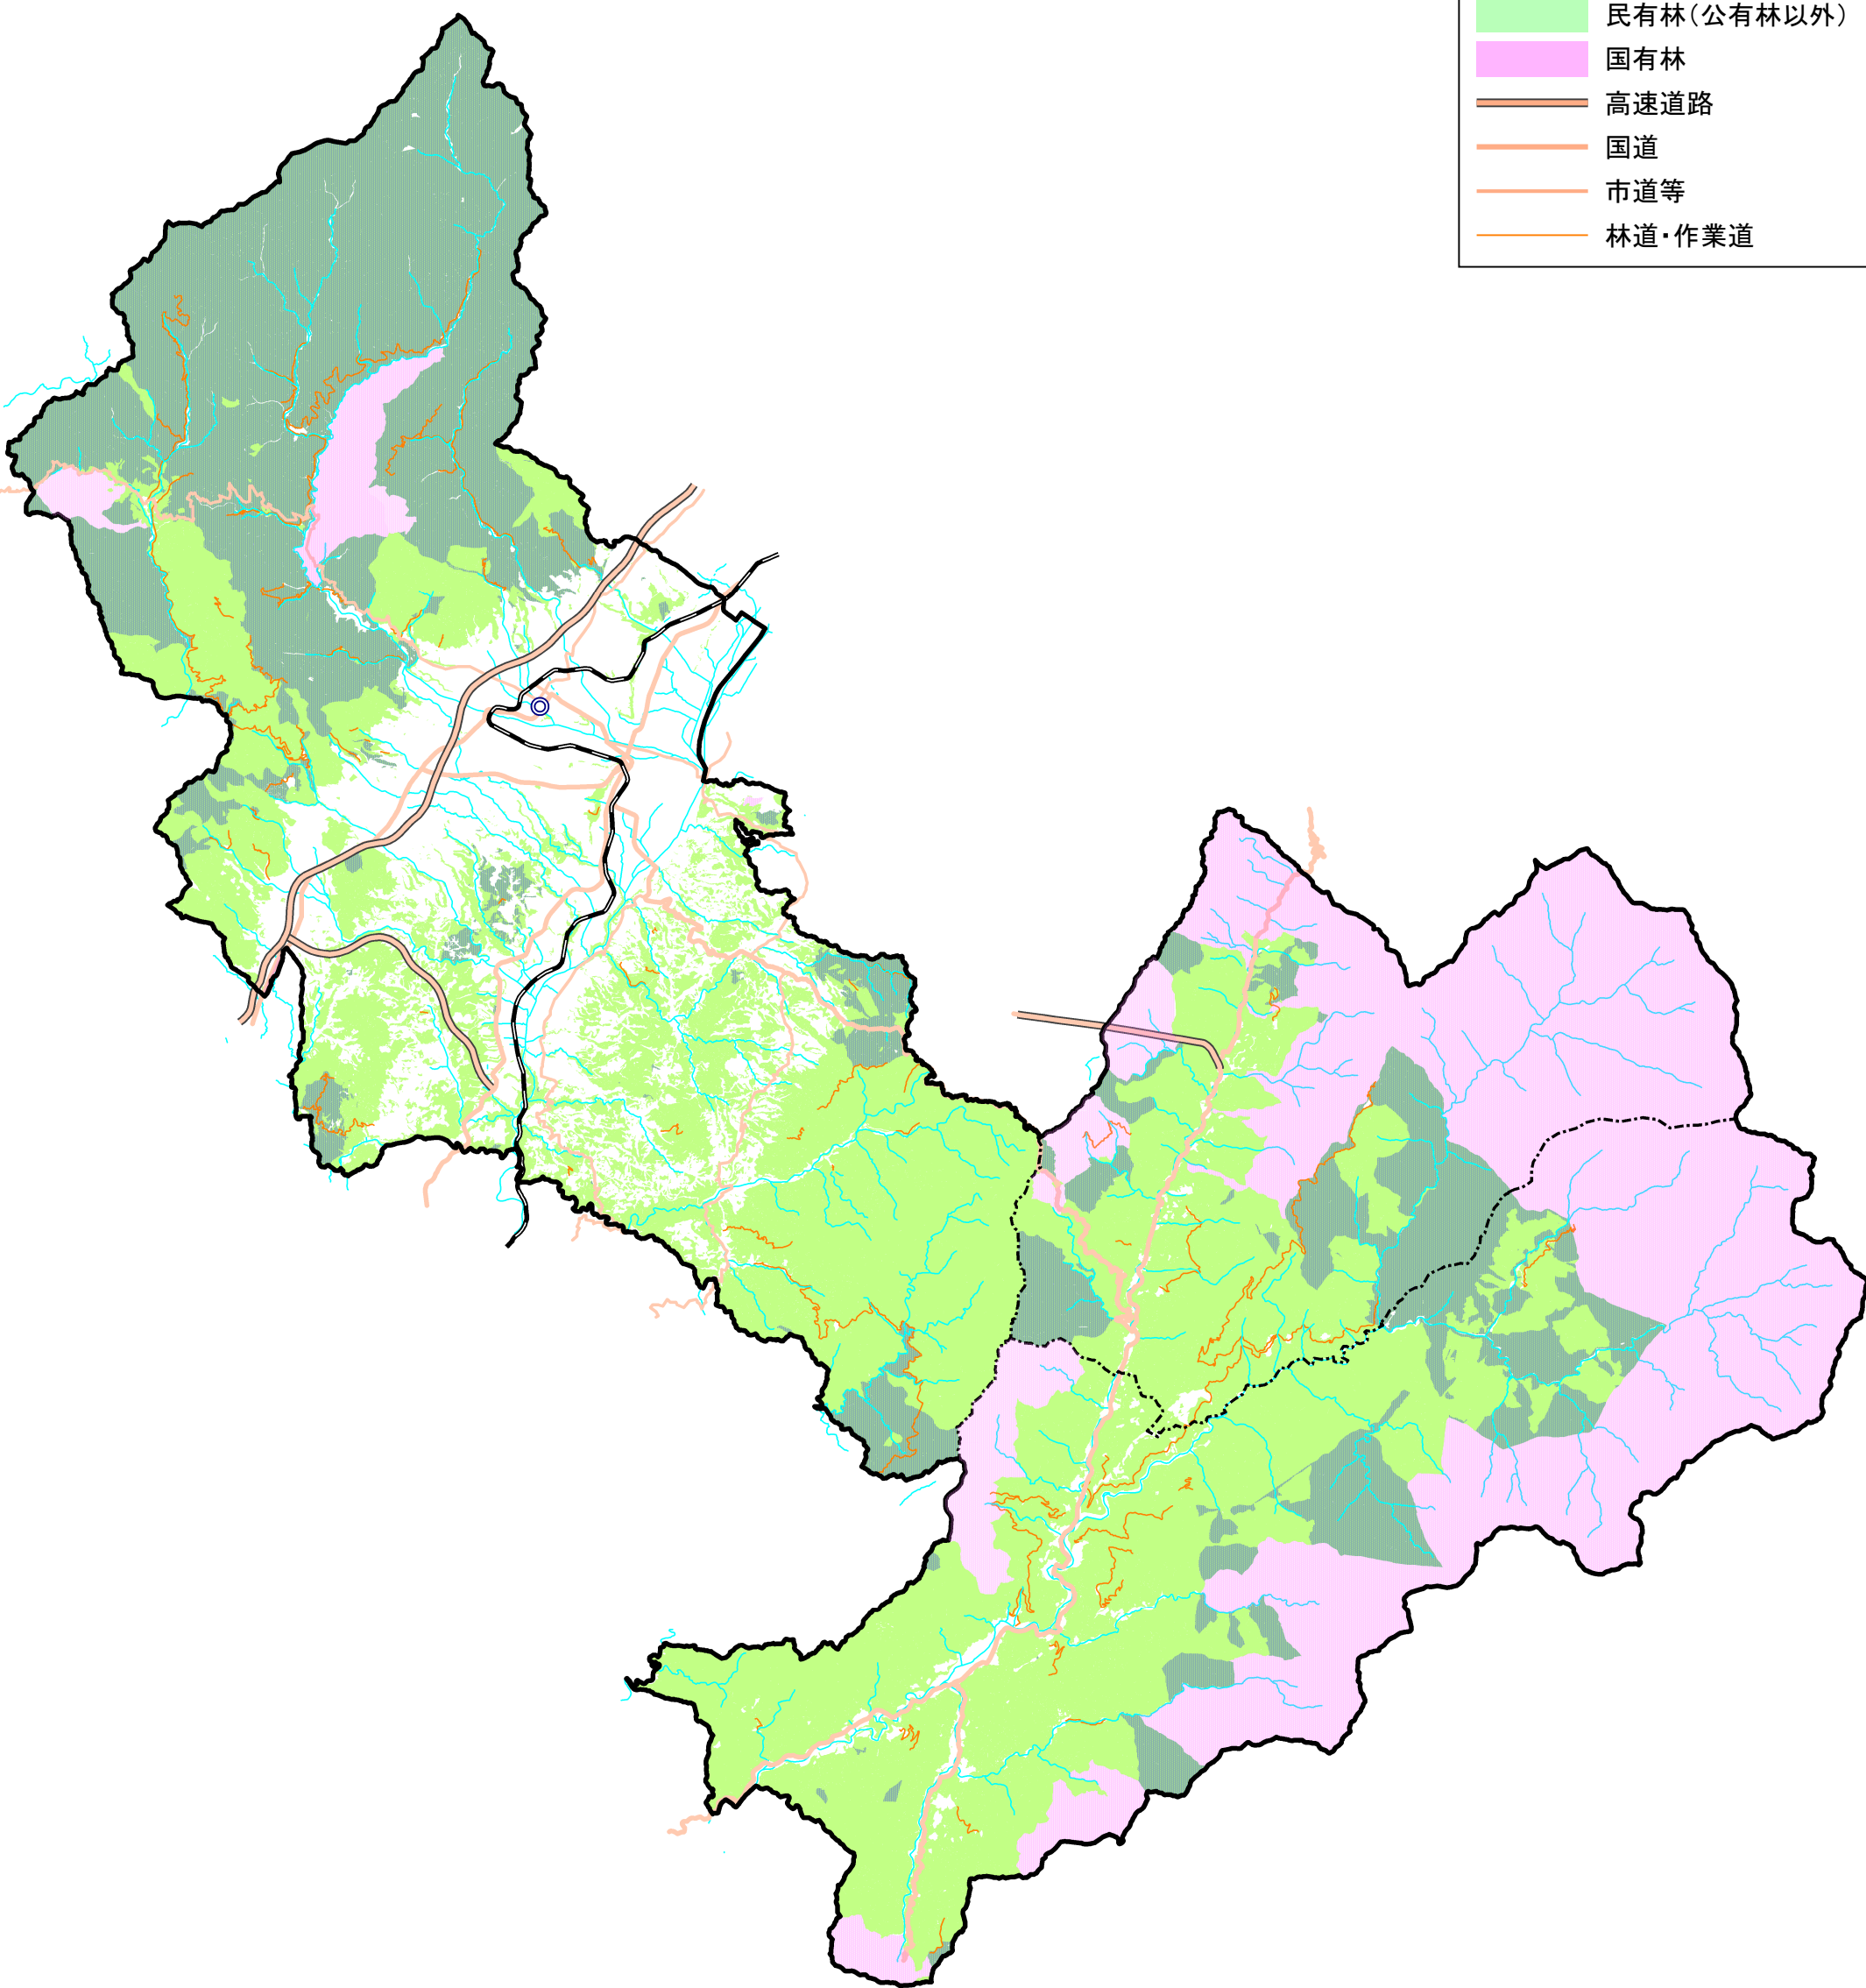 民有林（公有林以外）
国有林
高速道路
国道
市道等
林道・作業道